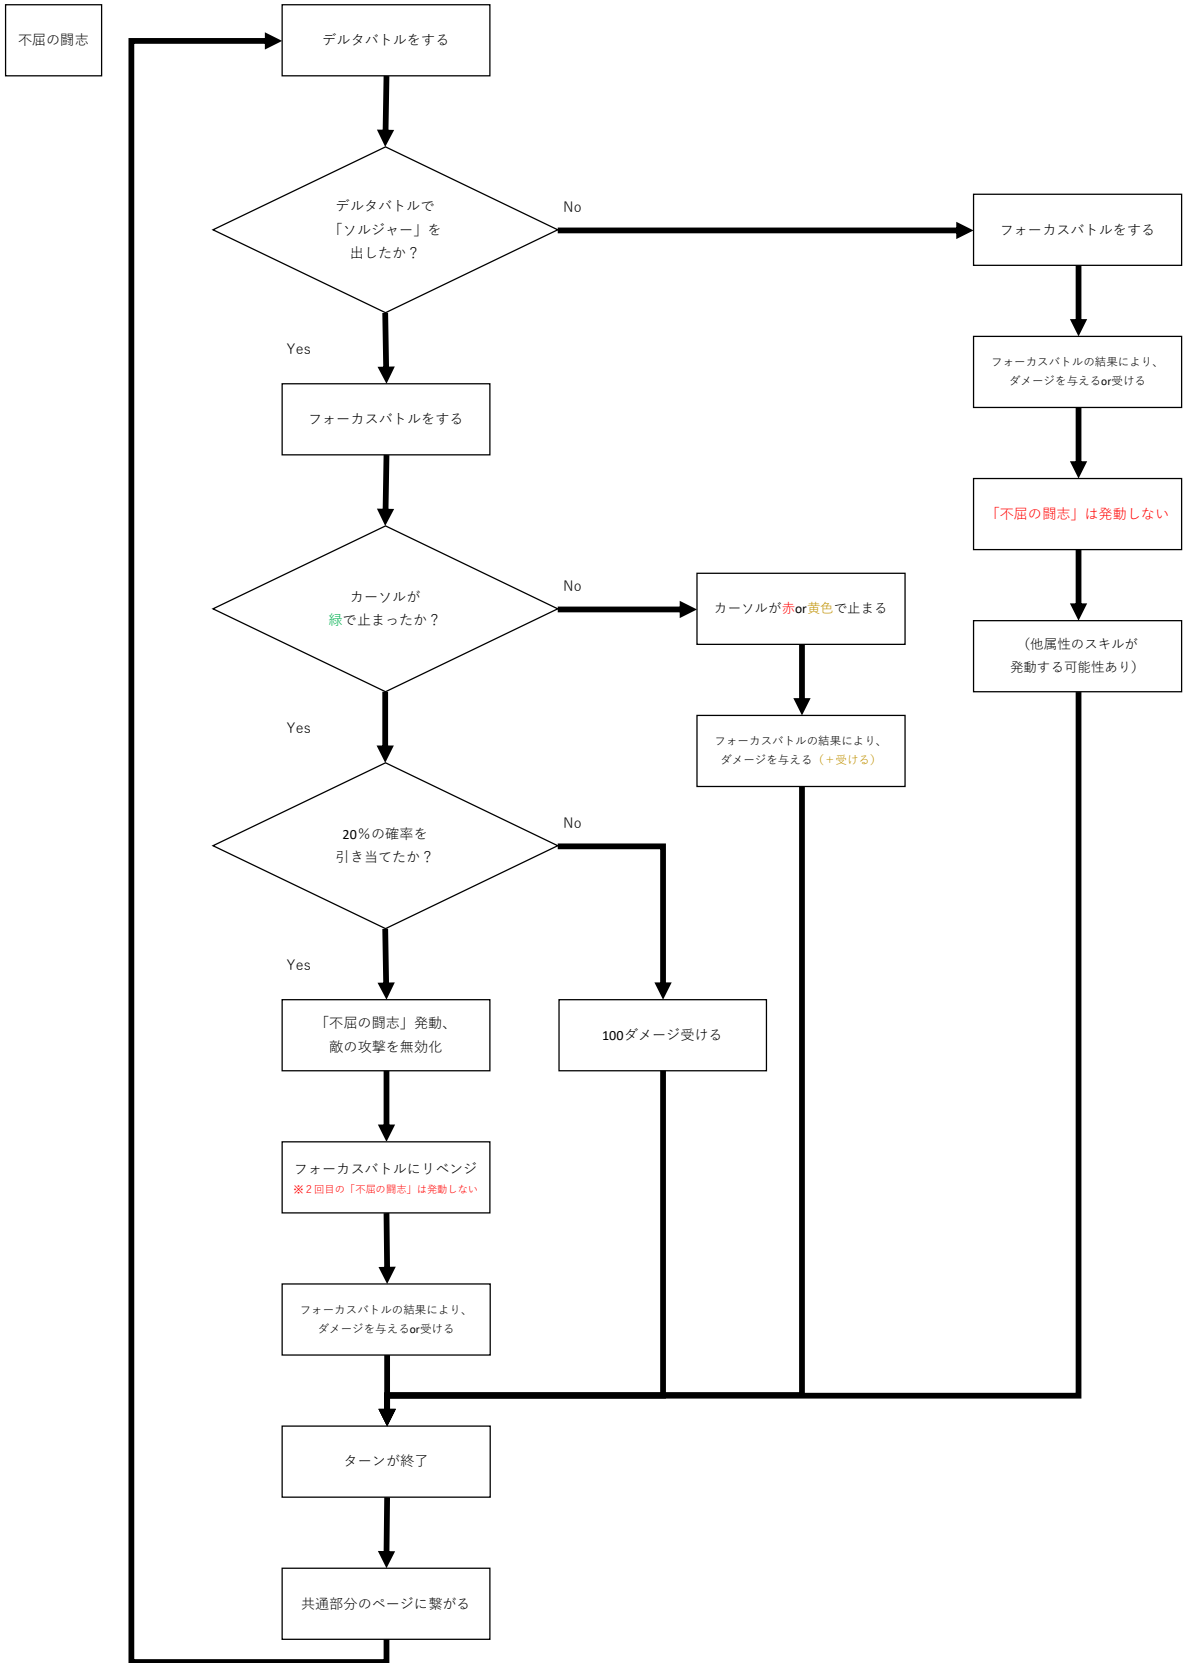 不屈の闘志
デルタバトルをする
デルタバトルで
「ソルジャー」を
出したか？
No
フォーカスバトルをする
フォーカスバトルの結果により、
ダメージを与えるor受ける
「不屈の闘志」は発動しない
（他属性のスキルが
発動する可能性あり）
Yes
フォーカスバトルをする
カーソルが
緑で止まったか？
No
カーソルが赤or黄色で止まる
フォーカスバトルの結果により、
ダメージを与える（＋受ける）
Yes
20％の確率を
引き当てたか？
No
100ダメージ受ける
Yes
「不屈の闘志」発動、
敵の攻撃を無効化
フォーカスバトルにリベンジ
※２回目の「不屈の闘志」は発動しない
フォーカスバトルの結果により、
ダメージを与えるor受ける
ターンが終了
共通部分のページに繋がる